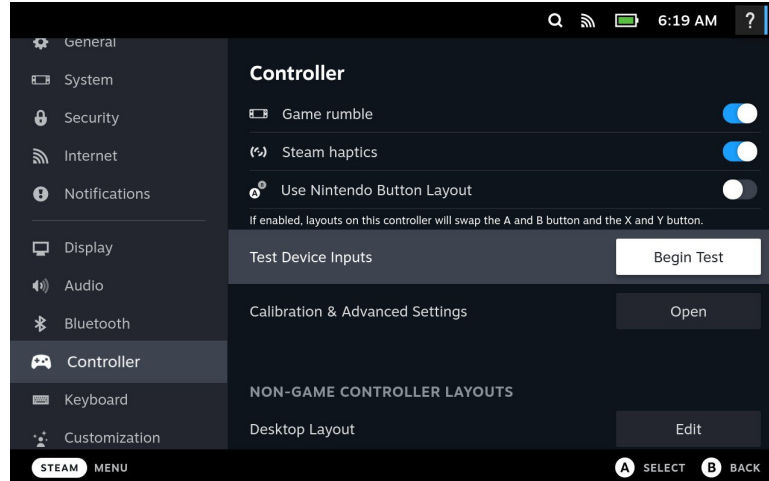 6:19 AM
?
General
System
Security
Internet
Notifications
Display
Audio
Bluetooth
Controller
Keyboard
Customization
Controller
Game rumble
Steam haptics
Use Nintendo Button Layout
If enabled, layouts on this controller will swap the A and B button and the X and Y button.
Test Device Inputs
Begin Test
Calibration & Advanced Settings
Open
NON-GAME CONTROLLER LAYOUTS
Desktop Layout
Edit
STEAM MENU
A SELECT B BACK